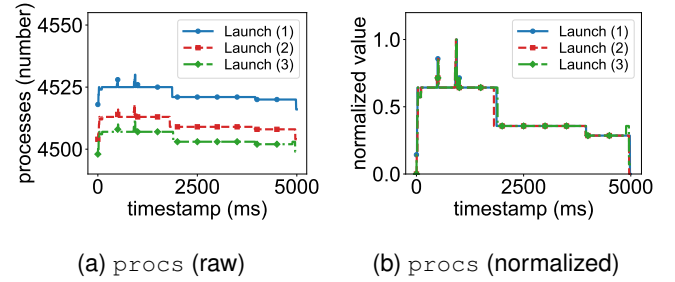 processes (number)
4550
4525
4500
0
2500
5000
timestamp (ms)
Launch (1)
Launch (2)
Launch (3)
(a) procs (raw)
normalized value
1.0
0.5
0.0
0
2500
5000
timestamp (ms)
Launch (1)
Launch (2)
Launch (3)
(b) procs (normalized)